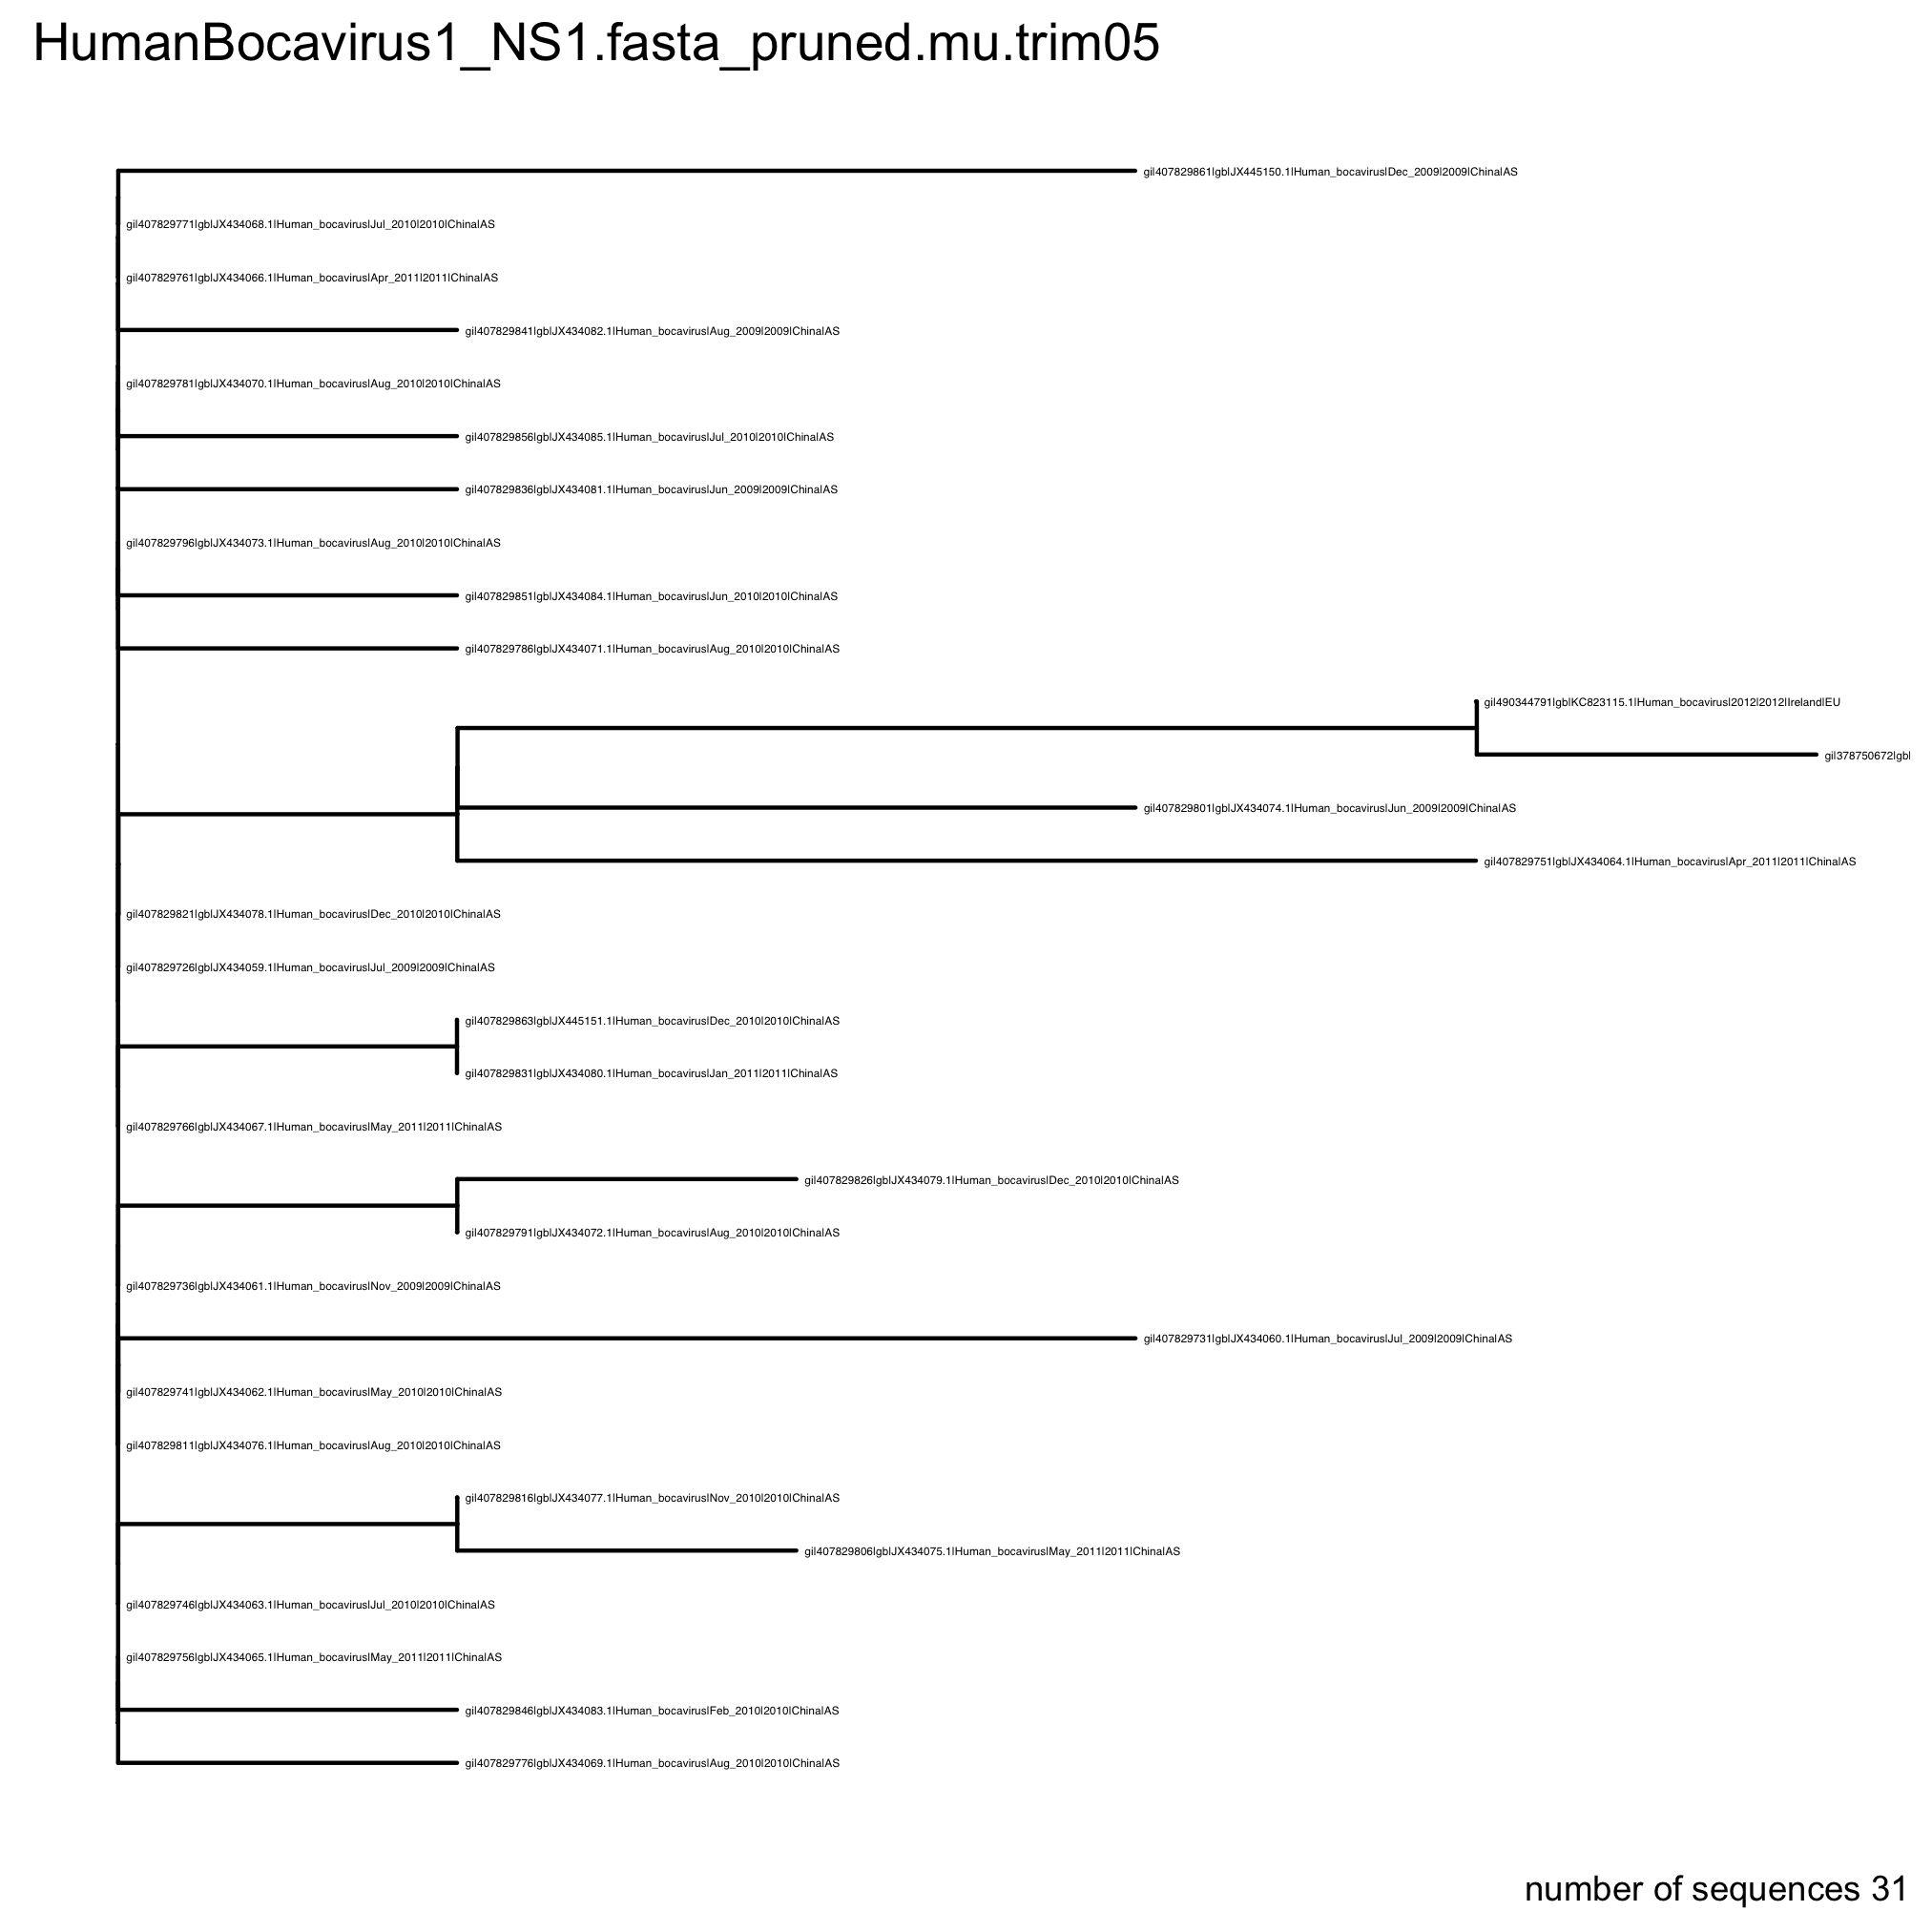 HumanBocavirus1_NS1.fasta_pruned.mu.trim05
gi|407829861|gb|JX445150.1|Human_bocavirus|Dec_2009|2009|China|AS
gi|407829771|gb|JX434068.1|Human_bocavirus|Jul_2010|2010|China|AS
gi|407829761|gb|JX434066.1|Human_bocavirus|Apr_2011|2011|China|AS
gi|407829841|gb|JX434082.1|Human_bocavirus|Aug_2009|2009|China|AS
gi|407829781|gb|JX434070.1|Human_bocavirus|Aug_2010|2010|China|AS
gi|407829856|gb|JX434085.1|Human_bocavirus|Jul_2010|2010|China|AS
gi|407829836|gb|JX434081.1|Human_bocavirus|Jun_2009|2009|China|AS
gi|407829796|gb|JX434073.1|Human_bocavirus|Aug_2010|2010|China|AS
gi|407829851|gb|JX434084.1|Human_bocavirus|Jun_2010|2010|China|AS
gi|407829786|gb|JX434071.1|Human_bocavirus|Aug_2010|2010|China|AS
gi|490344791|gb|KC823115.1|Human_bocavirus|2012|2012|Ireland|EU
gi|378750672|gb|
gi|407829801|gb|JX434074.1|Human_bocavirus|Jun_2009|2009|China|AS
gi|407829751|gb|JX434064.1|Human_bocavirus|Apr_2011|2011|China|AS
gi|407829821|gb|JX434078.1|Human_bocavirus|Dec_2010|2010|China|AS
gi|407829726|gb|JX434059.1|Human_bocavirus|Jul_2009|2009|China|AS
gi|407829863|gb|JX445151.1|Human_bocavirus|Dec_2010|2010|China|AS
gi|407829831|gb|JX434080.1|Human_bocavirus|Jan_2011|2011|China|AS
gi|407829766|gb|JX434067.1|Human_bocavirus|May_2011|2011|China|AS
gi|407829826|gb|JX434079.1|Human_bocavirus|Dec_2010|2010|China|AS
gi|407829791|gb|JX434072.1|Human_bocavirus|Aug_2010|2010|China|AS
gi|407829736|gb|JX434061.1|Human_bocavirus|Nov_2009|2009|China|AS
gi|407829731|gb|JX434060.1|Human_bocavirus|Jul_2009|2009|China|AS
gi|407829741|gb|JX434062.1|Human_bocavirus|May_2010|2010|China|AS
gi|407829811|gb|JX434076.1|Human_bocavirus|Aug_2010|2010|China|AS
gi|407829816|gb|JX434077.1|Human_bocavirus|Nov_2010|2010|China|AS
gi|407829806|gb|JX434075.1|Human_bocavirus|May_2011|2011|China|AS
gi|407829746|gb|JX434063.1|Human_bocavirus|Jul_2010|2010|China|AS
gi|407829756|gb|JX434065.1|Human_bocavirus|May_2011|2011|China|AS
gi|407829846|gb|JX434083.1|Human_bocavirus|Feb_2010|2010|China|AS
gi|407829776|gb|JX434069.1|Human_bocavirus|Aug_2010|2010|China|AS
number of sequences 31